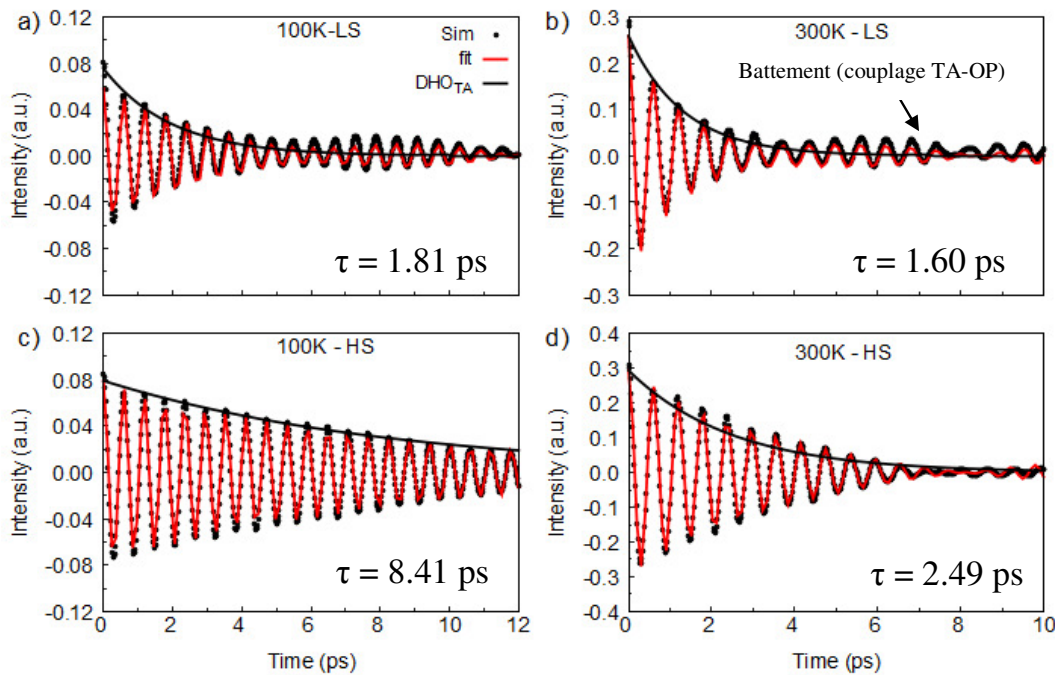 a)
100K-LS
Sim
fit
DHOTA
Intensity (a.u.)
0.12
0.08
0.04
0.00
-0.04
-0.08
-0.12
τ = 1.81 ps
b)
300K - LS
Battement (couplage TA-OP)
Intensity (a.u.)
0.3
0.2
0.1
0.0
-0.1
-0.2
-0.3
τ = 1.60 ps
c)
100K - HS
Intensity (a.u.)
0.12
0.08
0.04
0.00
-0.04
-0.08
-0.12
τ = 8.41 ps
0 2 4 6 8 10 12
Time (ps)
d)
300K - HS
Intensity (a.u.)
0.4
0.3
0.2
0.1
0.0
-0.1
-0.2
-0.3
-0.4
τ = 2.49 ps
0 2 4 6 8 10
Time (ps)